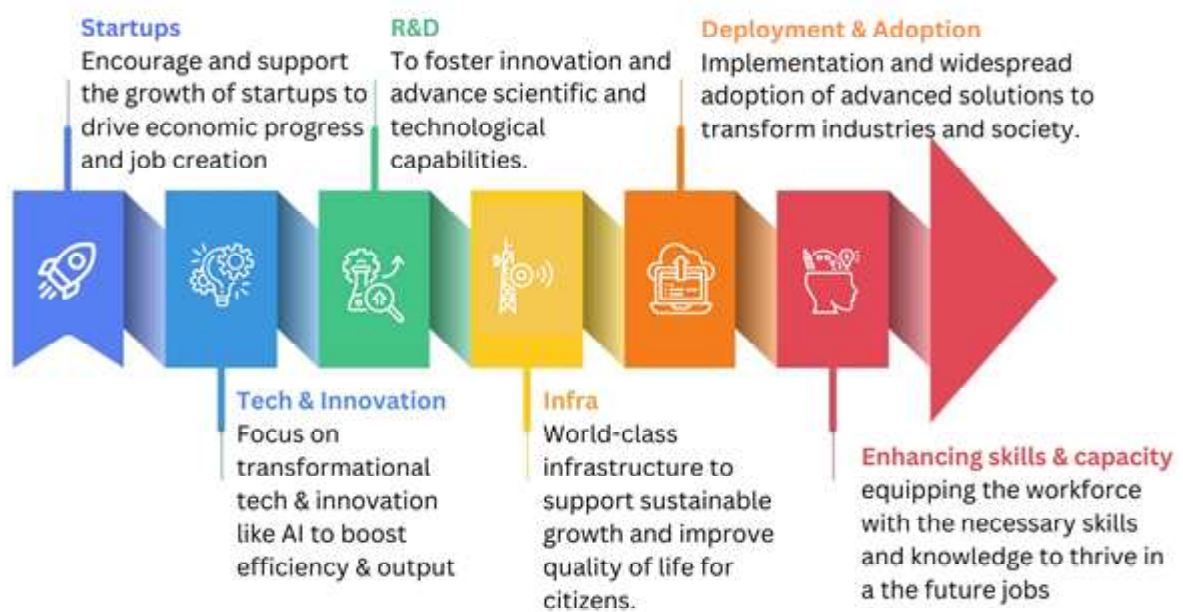 Startups
Encourage and support
the growth of startups to
drive economic progress
and job creation
R&D
To foster innovation and
advance scientific and
technological
capabilities.
Deployment & Adoption
Implementation and widespread
adoption of advanced solutions to
transform industries and society.
Tech & Innovation
Focus on
transformational
tech & innovation
like AI to boost
efficiency & output
Infra
World-class
infrastructure to
support sustainable
growth and improve
quality of life for
citizens.
Enhancing skills & capacity
equipping the workforce
with the necessary skills
and knowledge to thrive in
a the future jobs